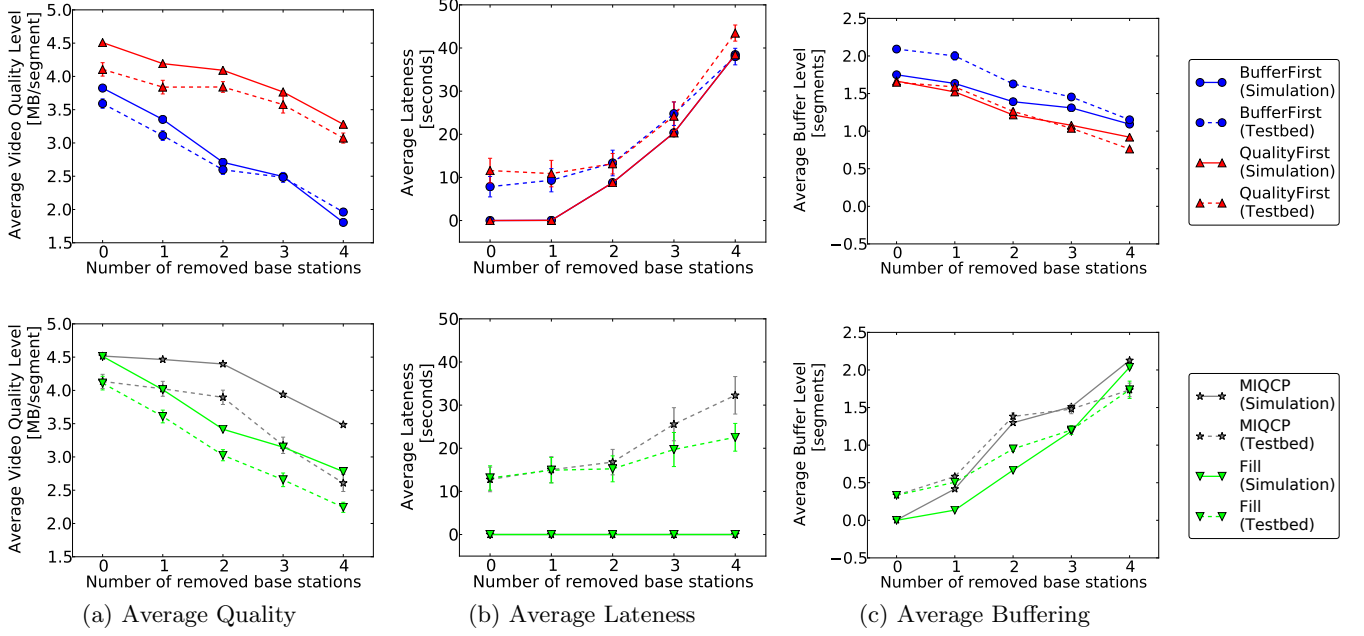 5.0
4.5
4.0
3.5
3.0
2.5
2.0
1.5
0 1 2 3 4
Number of removed base stations
Average Video Quality Level
[MB/segment]
50
40
30
20
10
0
0 1 2 3 4
Number of removed base stations
Average Lateness
[seconds]
2.5
2.0
1.5
1.0
0.5
0.0
−0.5
0 1 2 3 4
Number of removed base stations
Average Buffer Level
[segments]
BufferFirst
(Simulation)
BufferFirst
(Testbed)
QualityFirst
(Simulation)
QualityFirst
(Testbed)
5.0
4.5
4.0
3.5
3.0
2.5
2.0
1.5
0 1 2 3 4
Number of removed base stations
Average Video Quality Level
[MB/segment]
50
40
30
20
10
0
0 1 2 3 4
Number of removed base stations
Average Lateness
[seconds]
2.5
2.0
1.5
1.0
0.5
0.0
−0.5
0 1 2 3 4
Number of removed base stations
Average Buffer Level
[segments]
MIQCP
(Simulation)
MIQCP
(Testbed)
Fill
(Simulation)
Fill
(Testbed)
(a) Average Quality
(b) Average Lateness
(c) Average Buffering